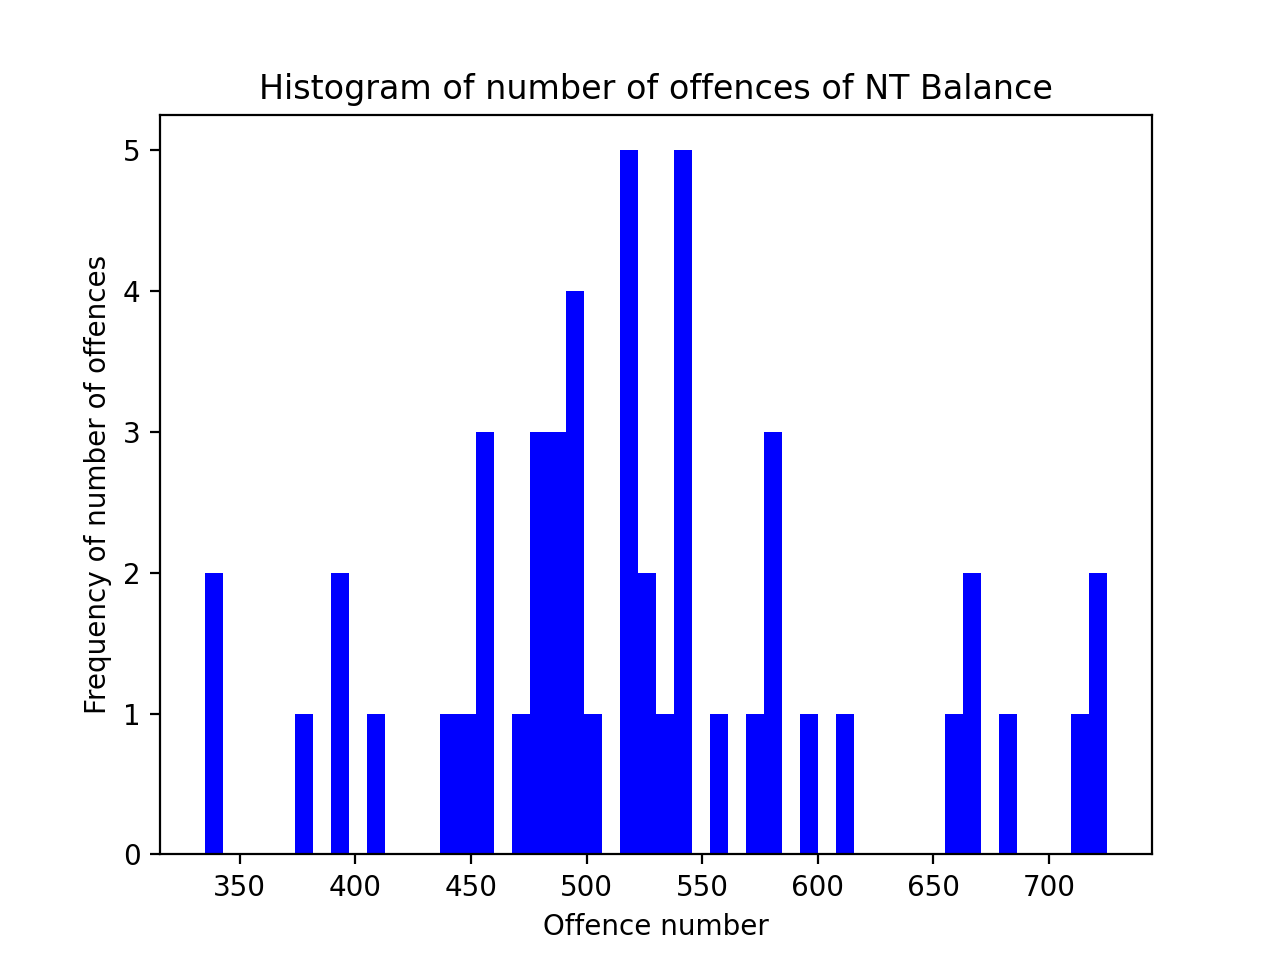 Histogram of number of offences of NT Balance
Frequency of number of offences
5
4
3
2
1
0
350 400 450 500 550 600 650 700
Offence number